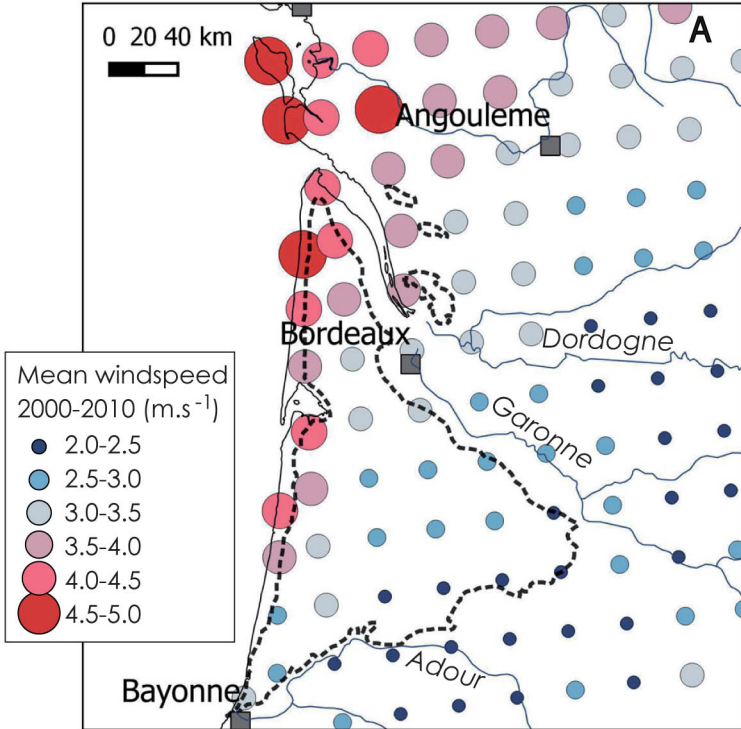 0 20 40 km
A
Angouleme
Bordeaux
Dordogne
Garonne
Mean windspeed
2000-2010 (m.s⁻¹)
2.0-2.5
2.5-3.0
3.0-3.5
3.5-4.0
4.0-4.5
4.5-5.0
Adour
Bayonne